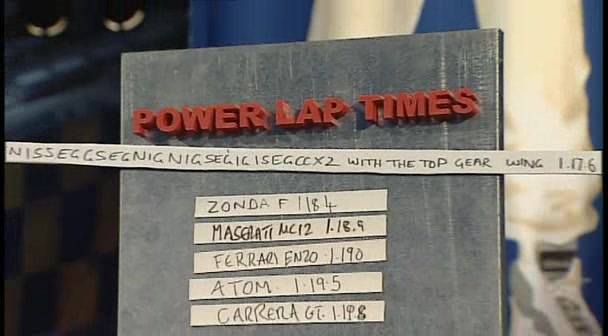 POWER LAP TIMES
NISSEGGSEGNIGNIGSEGIGISEGCCX2 WITH THE TOP GEAR WING 1.17.6
ZONDA F 1.18.4
MASERATI MC12 1.18.9
FERRARI ENZO 1.19.0
ATOM. 1.19.5
CARRERA GT. 1.19.8